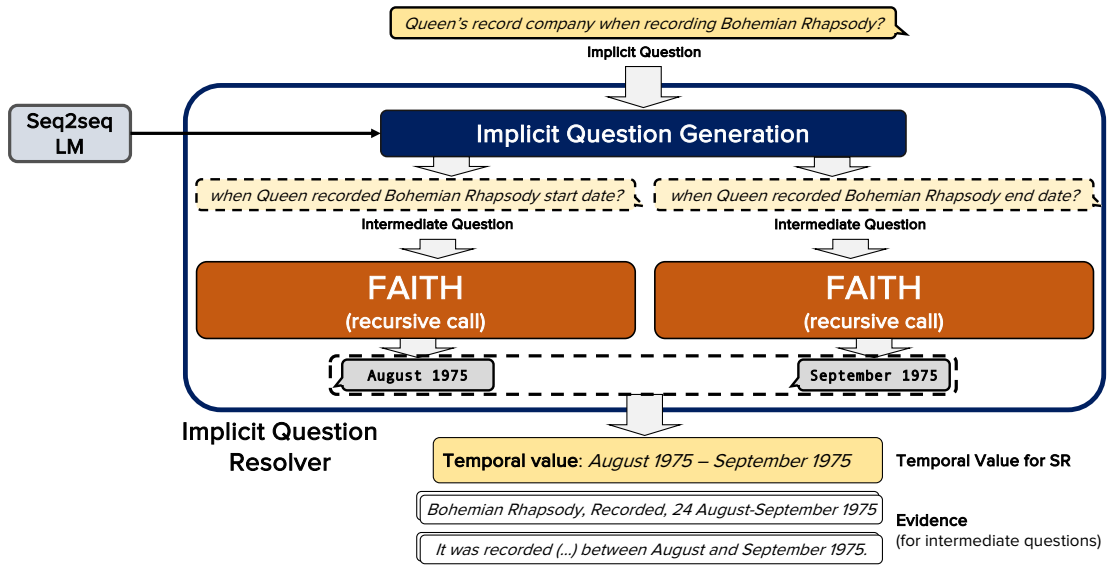 Queen's record company when recording Bohemian Rhapsody?
Implicit Question
Seq2seq
LM
Implicit Question Generation
when Queen recorded Bohemian Rhapsody start date?
when Queen recorded Bohemian Rhapsody end date?
Intermediate Question
Intermediate Question
FAITH
(recursive call)
FAITH
(recursive call)
August 1975
September 1975
Implicit Question
Resolver
Temporal value: August 1975 – September 1975
Temporal Value for SR
Bohemian Rhapsody, Recorded, 24 August-September 1975
It was recorded (...) between August and September 1975.
Evidence
(for intermediate questions)